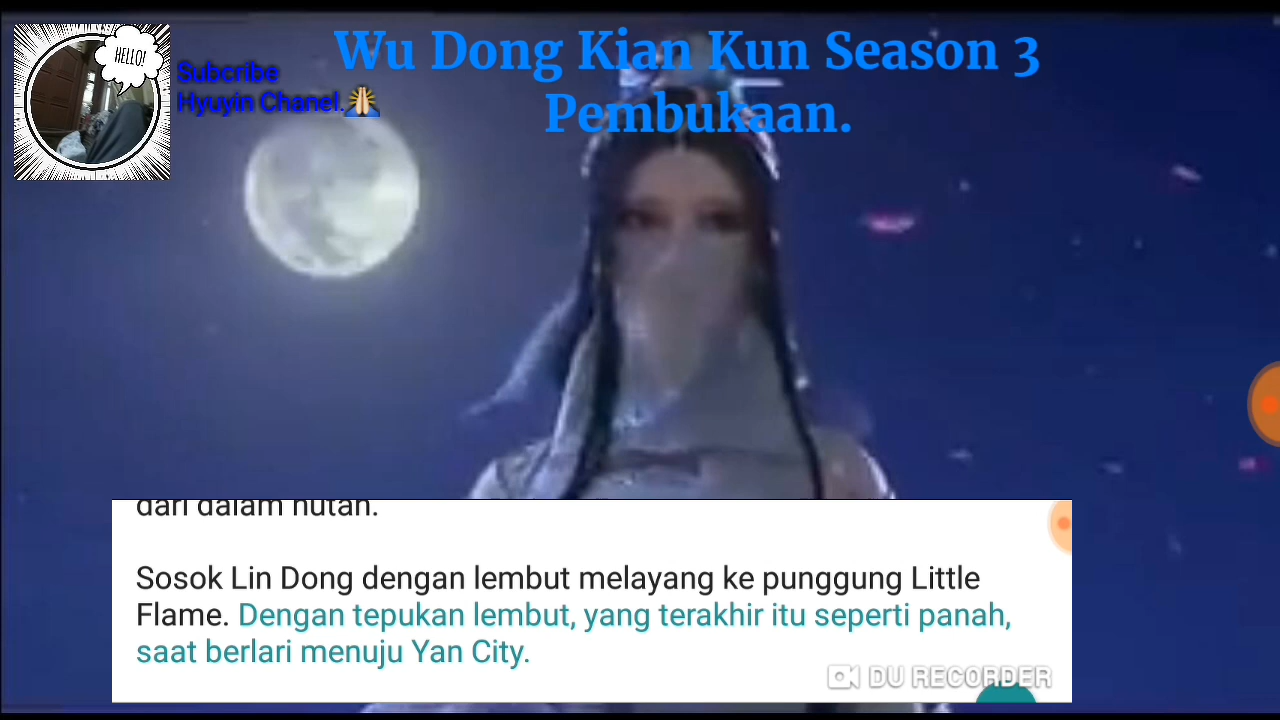 HELLO!
Subcribe
Hyuyin Chanel.🙏
Wu Dong Kian Kun Season 3
Pembukaan.
dari dalam hutan.
Sosok Lin Dong dengan lembut melayang ke punggung Little
Flame. Dengan tepukan lembut, yang terakhir itu seperti panah,
saat berlari menuju Yan City.
DU RECORDER